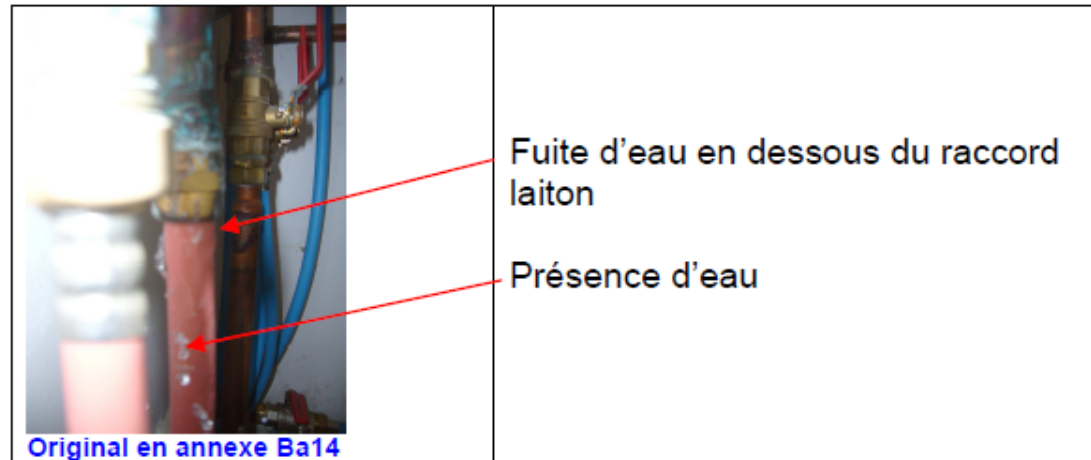 Fuite d'eau en dessous du raccord
laiton
Présence d'eau
Original en annexe Ba14